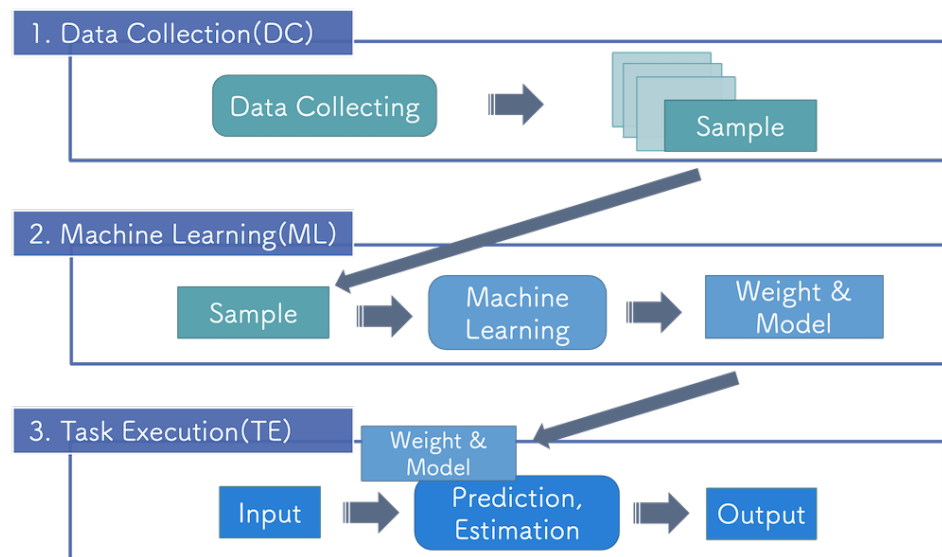 1. Data Collection(DC)
Data Collecting
Sample
2. Machine Learning(ML)
Sample
Machine
Learning
Weight &
Model
3. Task Execution(TE)
Weight &
Model
Input
Prediction,
Estimation
Output